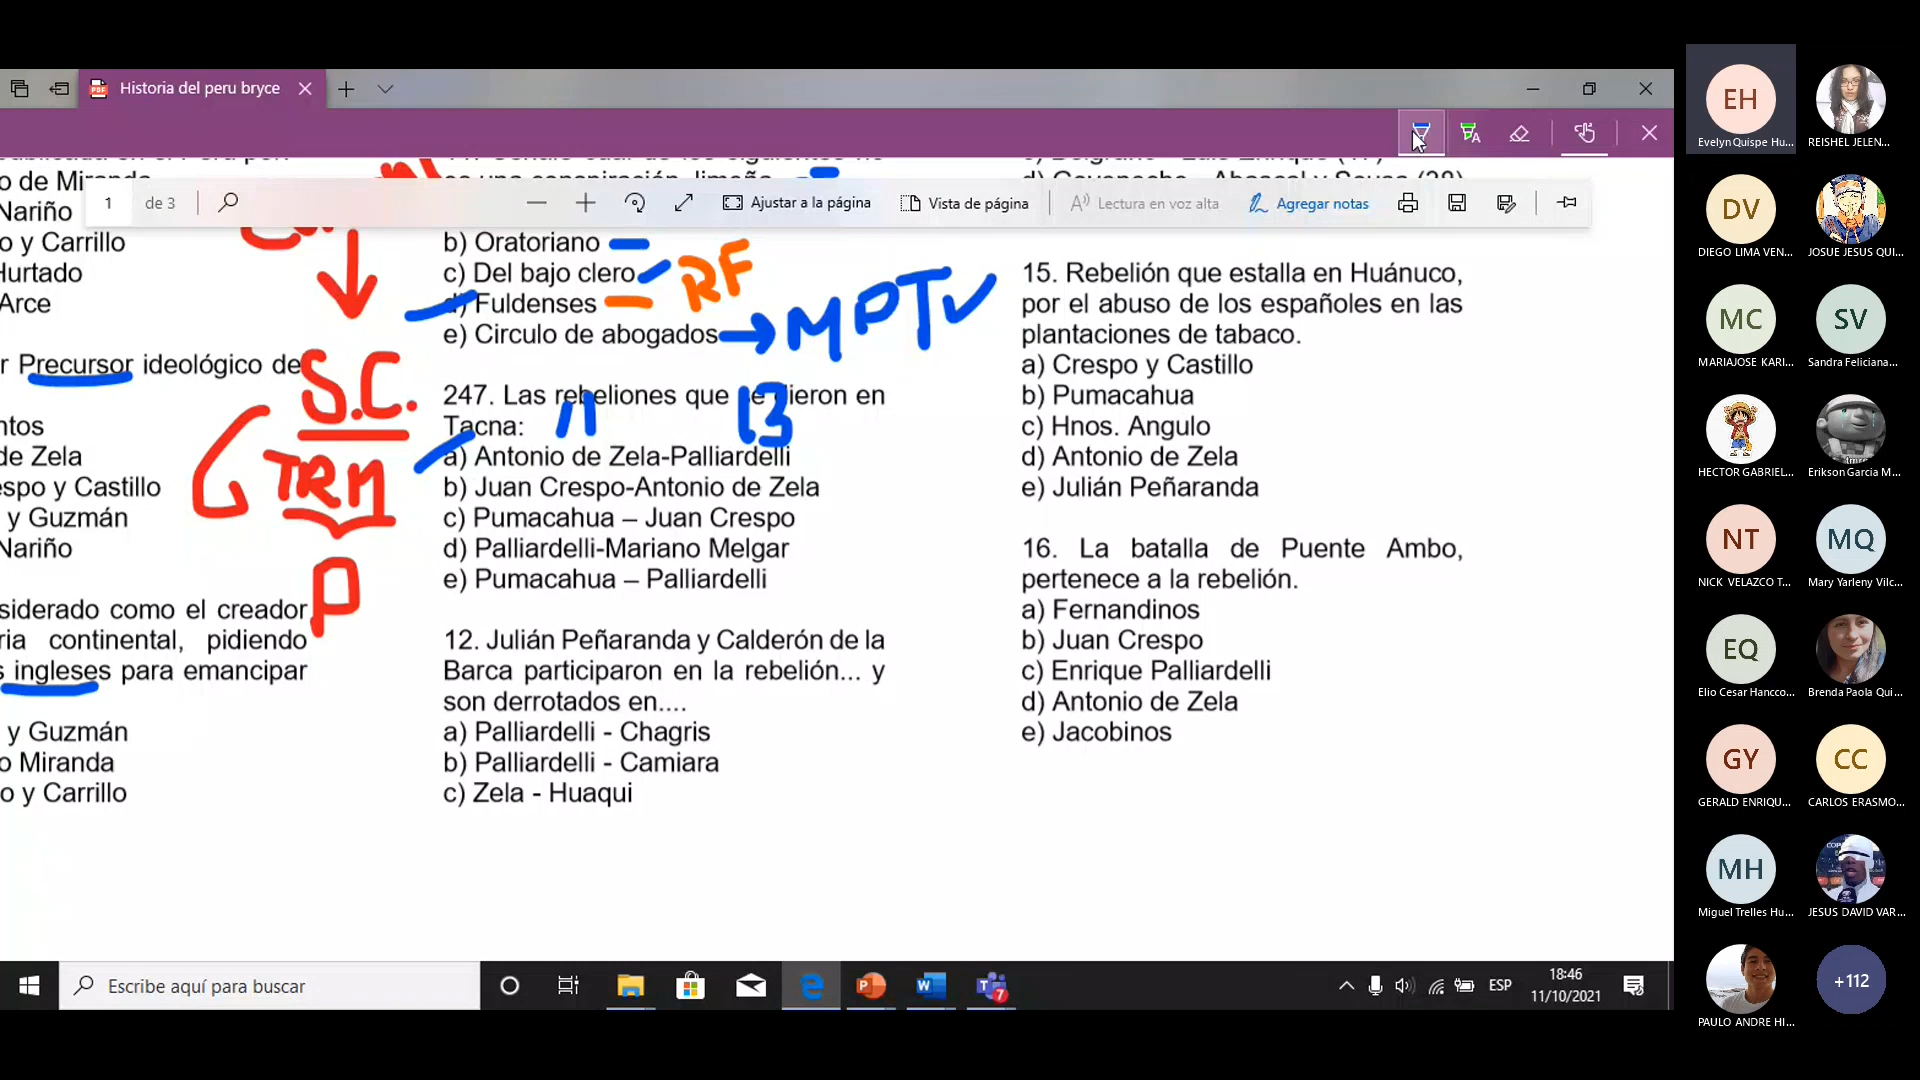 Historia del peru bryce
1 de 3
Ajustar a la página
Vista de página
Lectura en voz alta
Agregar notas
o de Miranda
Nariño
o y Carrillo
Hurtado
Arce
r Precursor ideológico de
ntos
de Zela
espo y Castillo
y Guzmán
Nariño
siderado como el creador
ria continental, pidiendo
s ingleses para emancipar
y Guzmán
o Miranda
o y Carrillo
S.C.
P
es una conspiración limeña
b) Oratoriano
c) Del bajo clero
RF
d) Fuldenses
e) Circulo de abogados
MPTV
247. Las rebeliones que se dieron en
Tacna:
11
13
a) Antonio de Zela-Palliardelli
b) Juan Crespo-Antonio de Zela
c) Pumacahua – Juan Crespo
d) Palliardelli-Mariano Melgar
e) Pumacahua – Palliardelli
12. Julián Peñaranda y Calderón de la
Barca participaron en la rebelión... y
son derrotados en....
a) Palliardelli - Chagris
b) Palliardelli - Camiara
c) Zela - Huaqui
15. Rebelión que estalla en Huánuco,
por el abuso de los españoles en las
plantaciones de tabaco.
a) Crespo y Castillo
b) Pumacahua
c) Hnos. Angulo
d) Antonio de Zela
e) Julián Peñaranda
16. La batalla de Puente Ambo,
pertenece a la rebelión.
a) Fernandinos
b) Juan Crespo
c) Enrique Palliardelli
d) Antonio de Zela
e) Jacobinos
Escribe aquí para buscar
7
ESP
18:46
11/10/2021
EH
Evelyn Quispe Hu...
REISHEL JELEN...
DV
DIEGO LIMA VEN...
JOSUE JESUS QUI...
MC
MARIAJOSE KARI...
SV
Sandra Feliciana...
HECTOR GABRIEL...
Erikson Garcia M...
NT
NICK VELAZCO T...
MQ
Mary Yarleny Vilc...
EQ
Elio Cesar Hancco...
Brenda Paola Qui...
GY
GERALD ENRIQU...
CC
CARLOS ERASMO...
MH
Miguel Trelles Hu...
JESUS DAVID VAR...
PAULO ANDRE HI...
+112